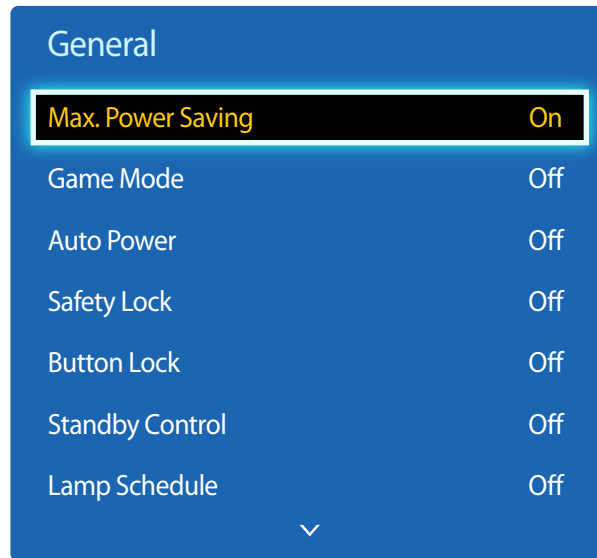 General
Max. Power Saving On
Game Mode Off
Auto Power Off
Safety Lock Off
Button Lock Off
Standby Control Off
Lamp Schedule Off